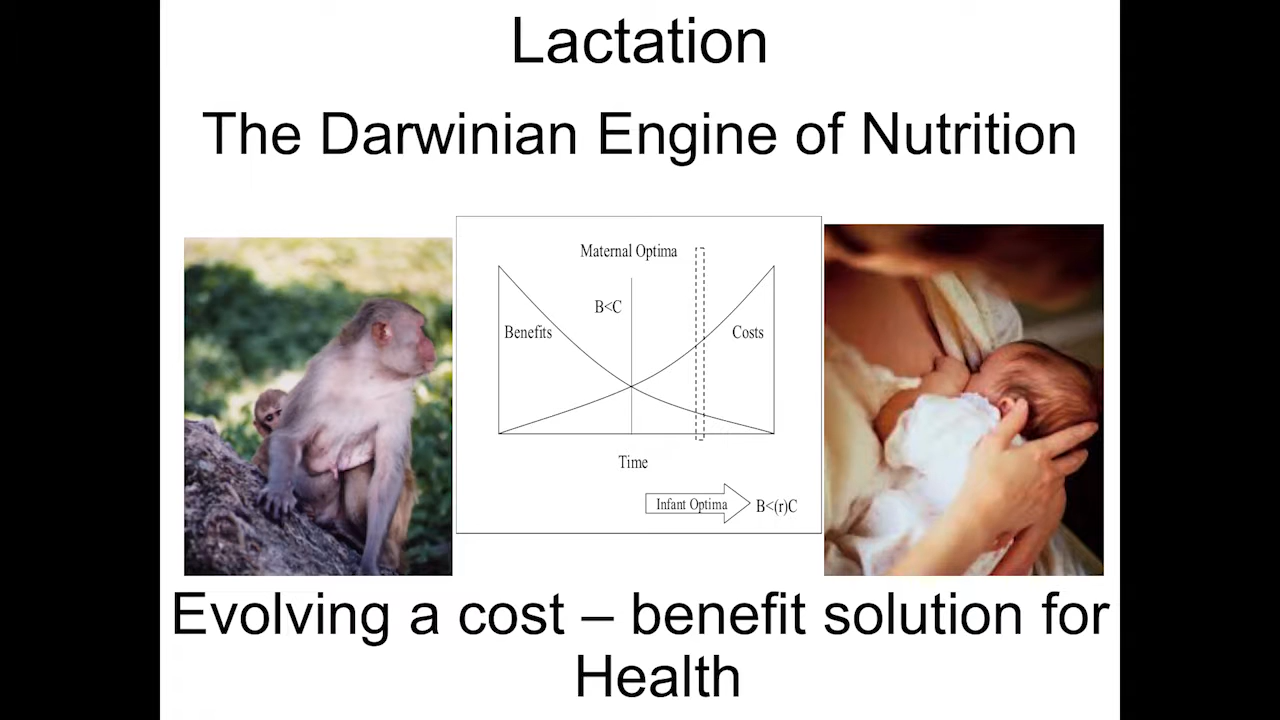 Lactation
The Darwinian Engine of Nutrition
Maternal Optima
B<C
Benefits
Costs
Time
Infant Optima
B<(r)C
Evolving a cost – benefit solution for
Health